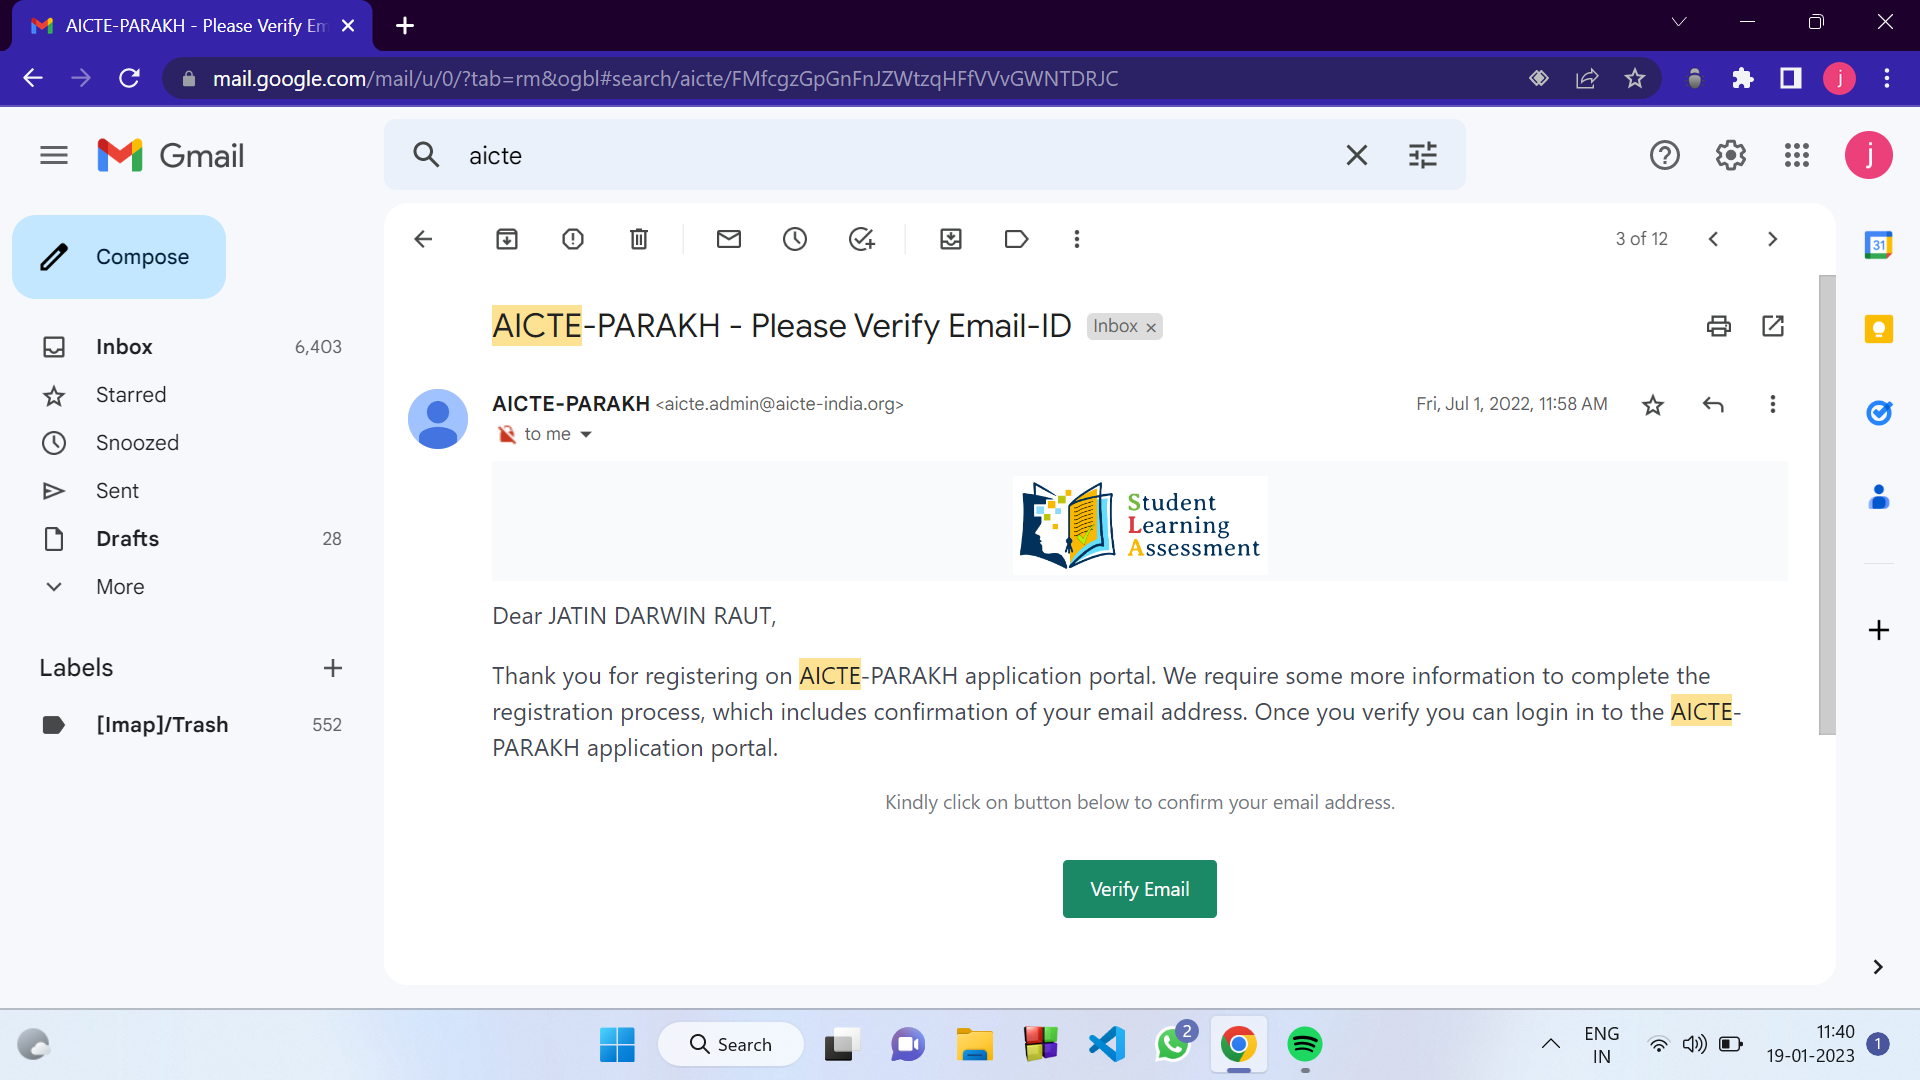 AICTE-PARAKH - Please Verify Em
mail.google.com/mail/u/0/?tab=rm&ogbl#search/aicte/FMfcgzGpGnFnJZWtzqHFfVVvGWNTDRJC
j
Gmail
aicte
j
Compose
3 of 12
31
AICTE-PARAKH - Please Verify Email-ID
Inbox ×
Inbox 6,403
Starred
Snoozed
Sent
Drafts 28
More
Labels
[Imap]/Trash 552
AICTE-PARAKH <aicte.admin@aicte-india.org>
Fri, Jul 1, 2022, 11:58 AM
to me
Student
Learning
Assessment
Dear JATIN DARWIN RAUT,
Thank you for registering on AICTE-PARAKH application portal. We require some more information to complete the
registration process, which includes confirmation of your email address. Once you verify you can login in to the AICTE-
PARAKH application portal.
Kindly click on button below to confirm your email address.
Verify Email
Search
2
ENG
IN
11:40
19-01-2023
1